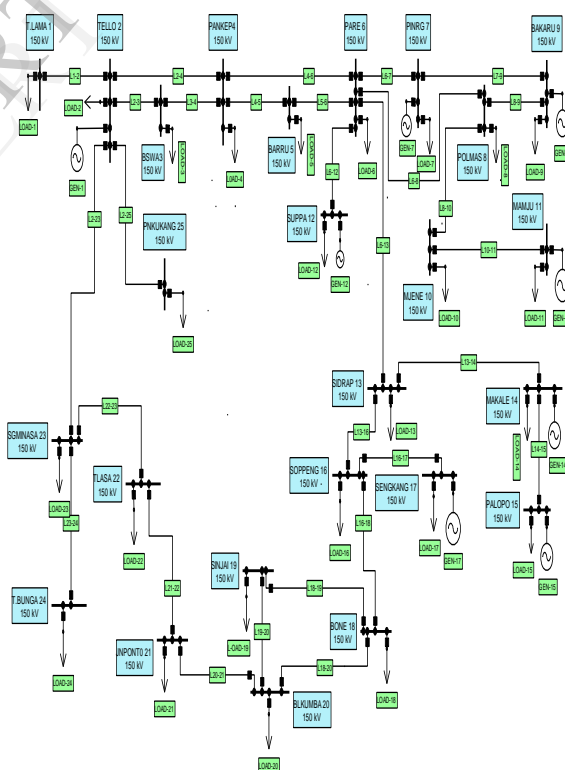 T.LAMA 1
150 kV
TELLO 2
150 kV
PANKEP4
150 kV
PARE 6
150 kV
PINRG 7
150 kV
BAKARU 9
150 kV
L1-2
L2-4
L4-6
L6-7
L7-9
LOAD-1
LOAD-2
L2-3
L3-4
L4-5
L5-6
L8-9
GEN-1
BSWA3
150 kV
LOAD-3
LOAD-4
BARRU 5
150 kV
L6-12
LOAD-6
GEN-7
LOAD-7
L6-8
POLMAS 8
150 kV
LOAD-9
L2-23
L2-25
PNKUKANG 25
150 kV
SUPPA 12
150 kV
L8-10
MAMJU 11
150 kV
L6-13
L10-11
LOAD-12
GEN-12
MJENE 10
150 kV
LOAD-10
LOAD-11
LOAD-25
SIDRAP 13
150 kV
L13-14
MAKALE 14
150 kV
L22-23
L13-16
LOAD-13
LOAD-14
L14-15
GEN-14
SGMINASA 23
150 kV
TLASA 22
150 kV
SOPPENG 16
150 kV
L16-17
SENGKANG 17
150 kV
PALOPO 15
150 kV
LOAD-23
L23-24
L16-18
LOAD-22
LOAD-16
LOAD-17
GEN-17
LOAD-15
GEN-15
SINJAI 19
150 kV
L21-22
L18-19
T.BUNGA 24
150 kV
L19-20
BONE 18
150 kV
L-OAD-19
JNPONTO 21
150 kV
L20-21
L18-20
LOAD-24
LOAD-21
BLKUMBA 20
150 kV
LOAD-18
LOAD-20